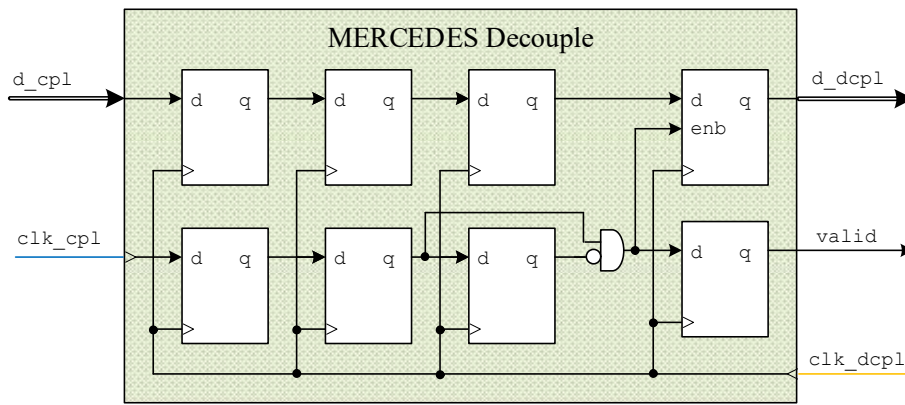 MERCEDES Decouple
d_cpl
d q
d q
d q
d q
enb
d_dcpl
clk_cpl
d q
d q
d q
d q
valid
clk_dcpl